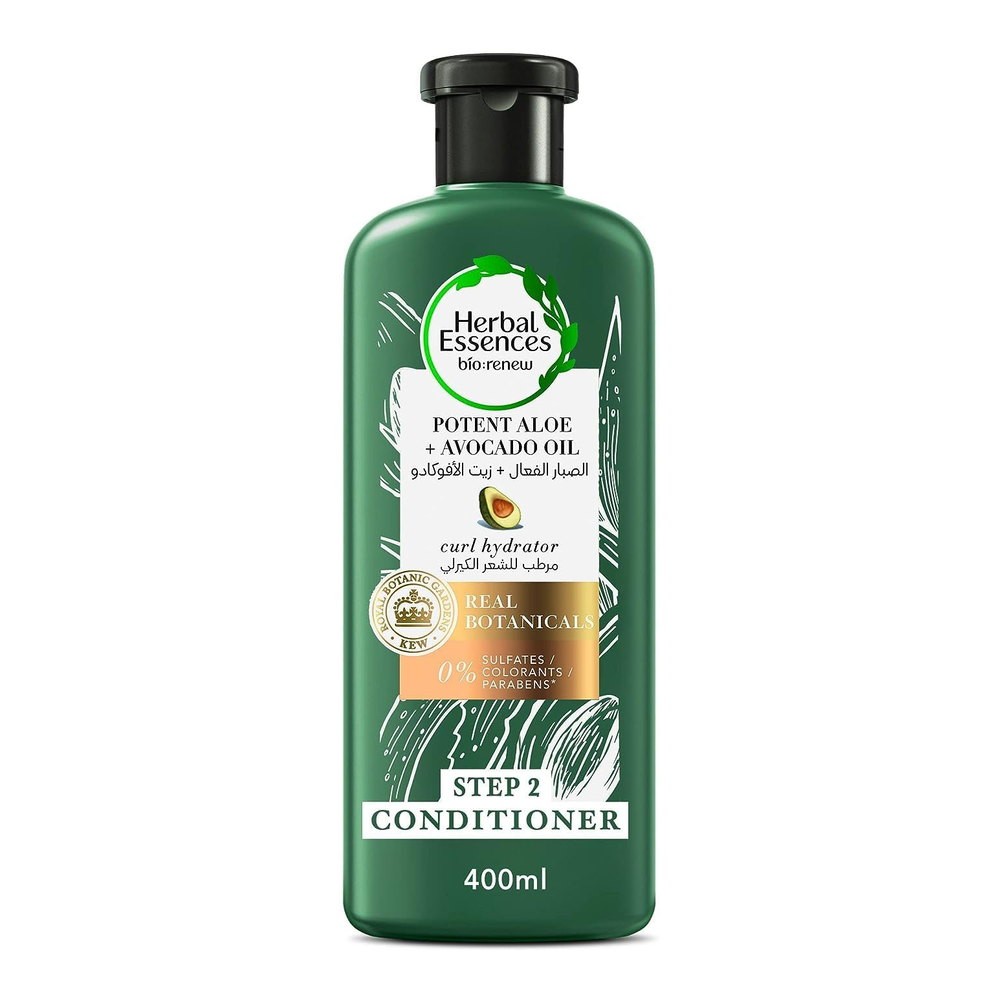 Herbal
Essences
bío:renew
POTENT ALOE
+ AVOCADO OIL
الصبار الفعال + زيت الأفوكادو
curl hydrator
مرطب للشعر الكيرلي
ROYAL BOTANIC GARDENS
• KEW •
REAL
BOTANICALS
0%
SULFATES /
COLORANTS /
PARABENS*
STEP 2
CONDITIONER
400ml